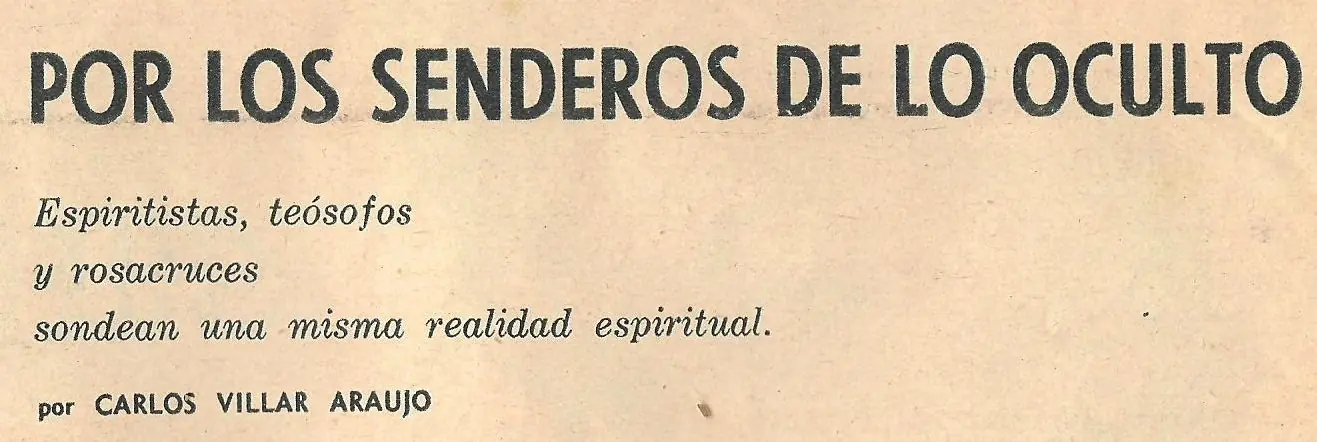 POR LOS SENDEROS DE LO OCULTO
Espiritistas, teósofos
y rosacruces
sondean una misma realidad espiritual.
por CARLOS VILLAR ARAUJO